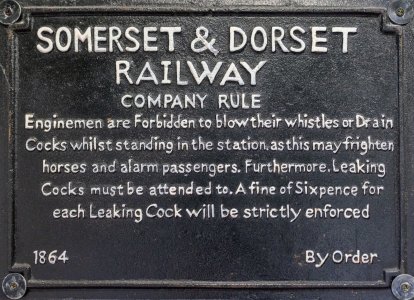 SOMERSET & DORSET
RAILWAY
COMPANY RULE
Enginemen are Forbidden to blow their whistles or Drain
Cocks whilst standing in the station, as this may frighten
horses and alarm passengers. Furthermore. Leaking
Cocks must be attended to. A fine of Sixpence for
each Leaking Cock will be strictly enforced
1864 By Order